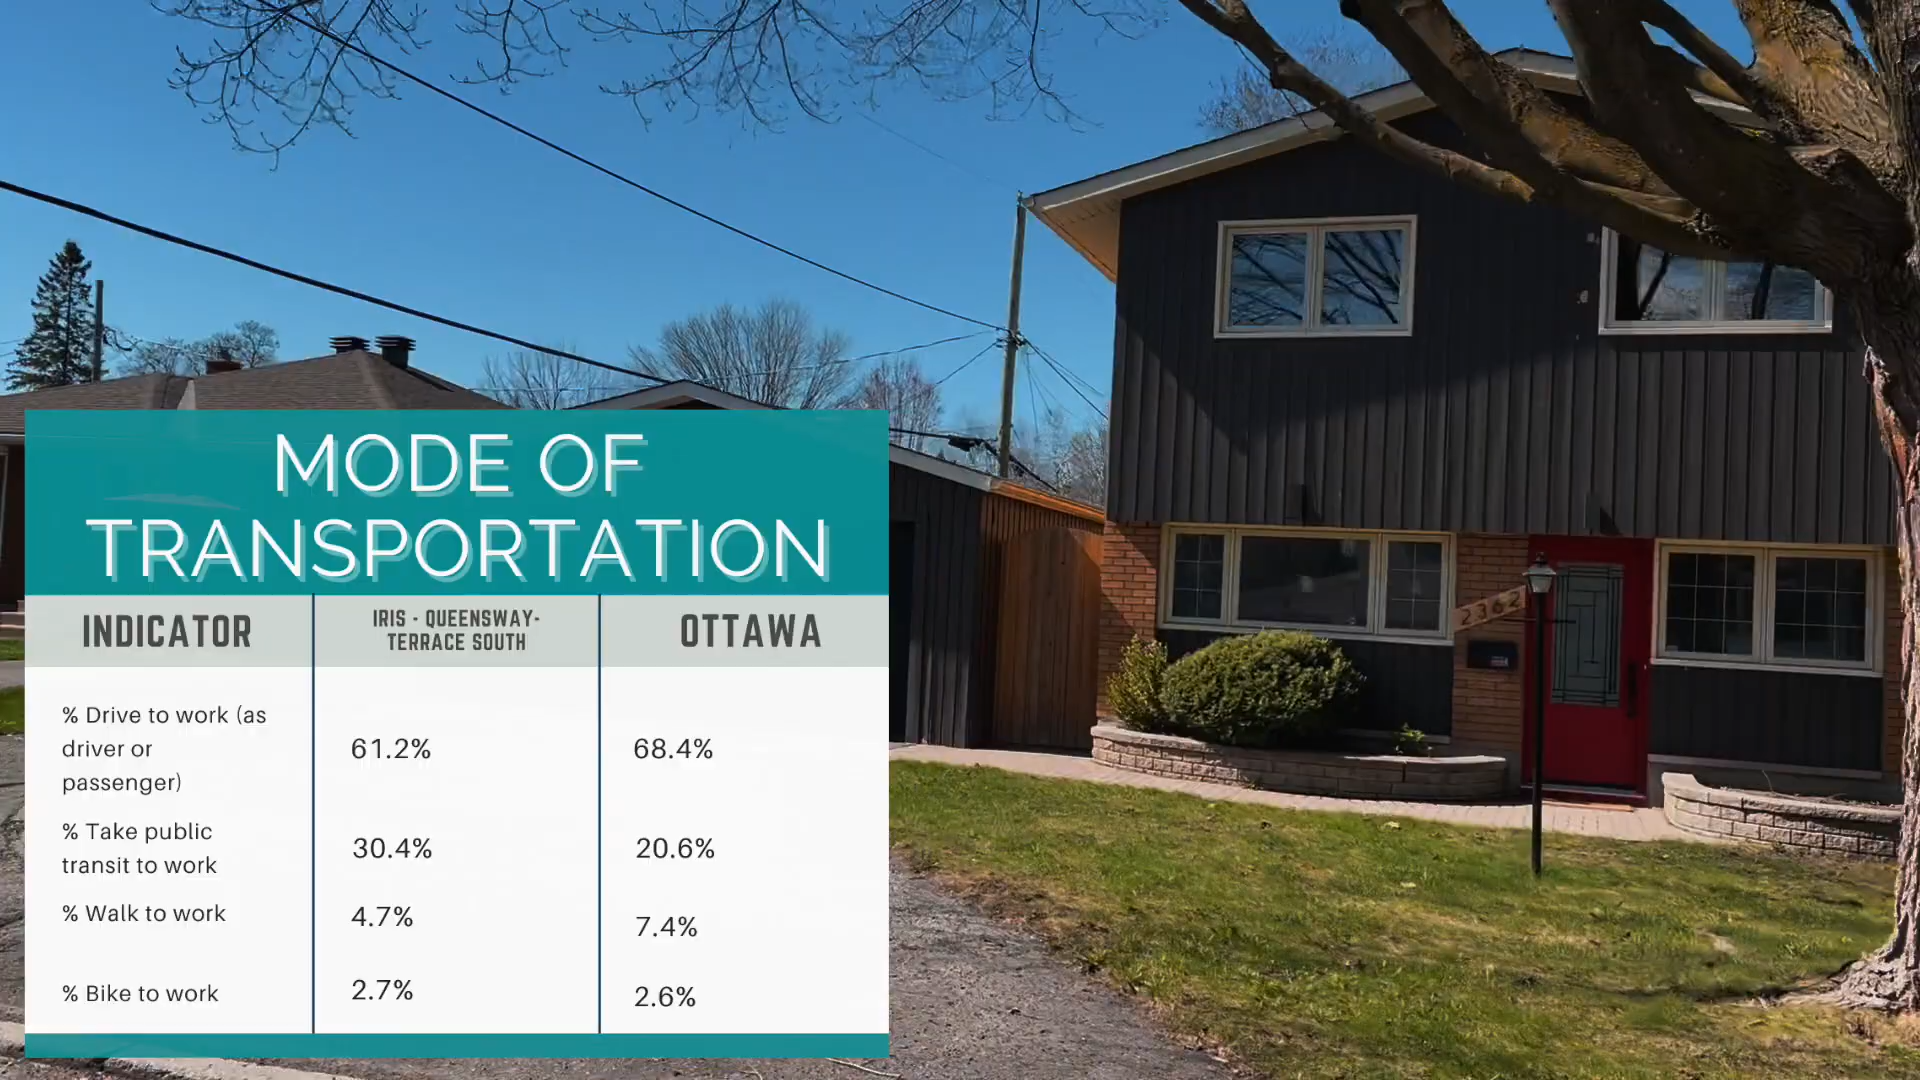 MODE OF
TRANSPORTATION
INDICATOR
IRIS - QUEENSWAY-
TERRACE SOUTH
OTTAWA
% Drive to work (as
driver or
passenger)
61.2%
68.4%
% Take public
transit to work
30.4%
20.6%
% Walk to work
4.7%
7.4%
% Bike to work
2.7%
2.6%
2362